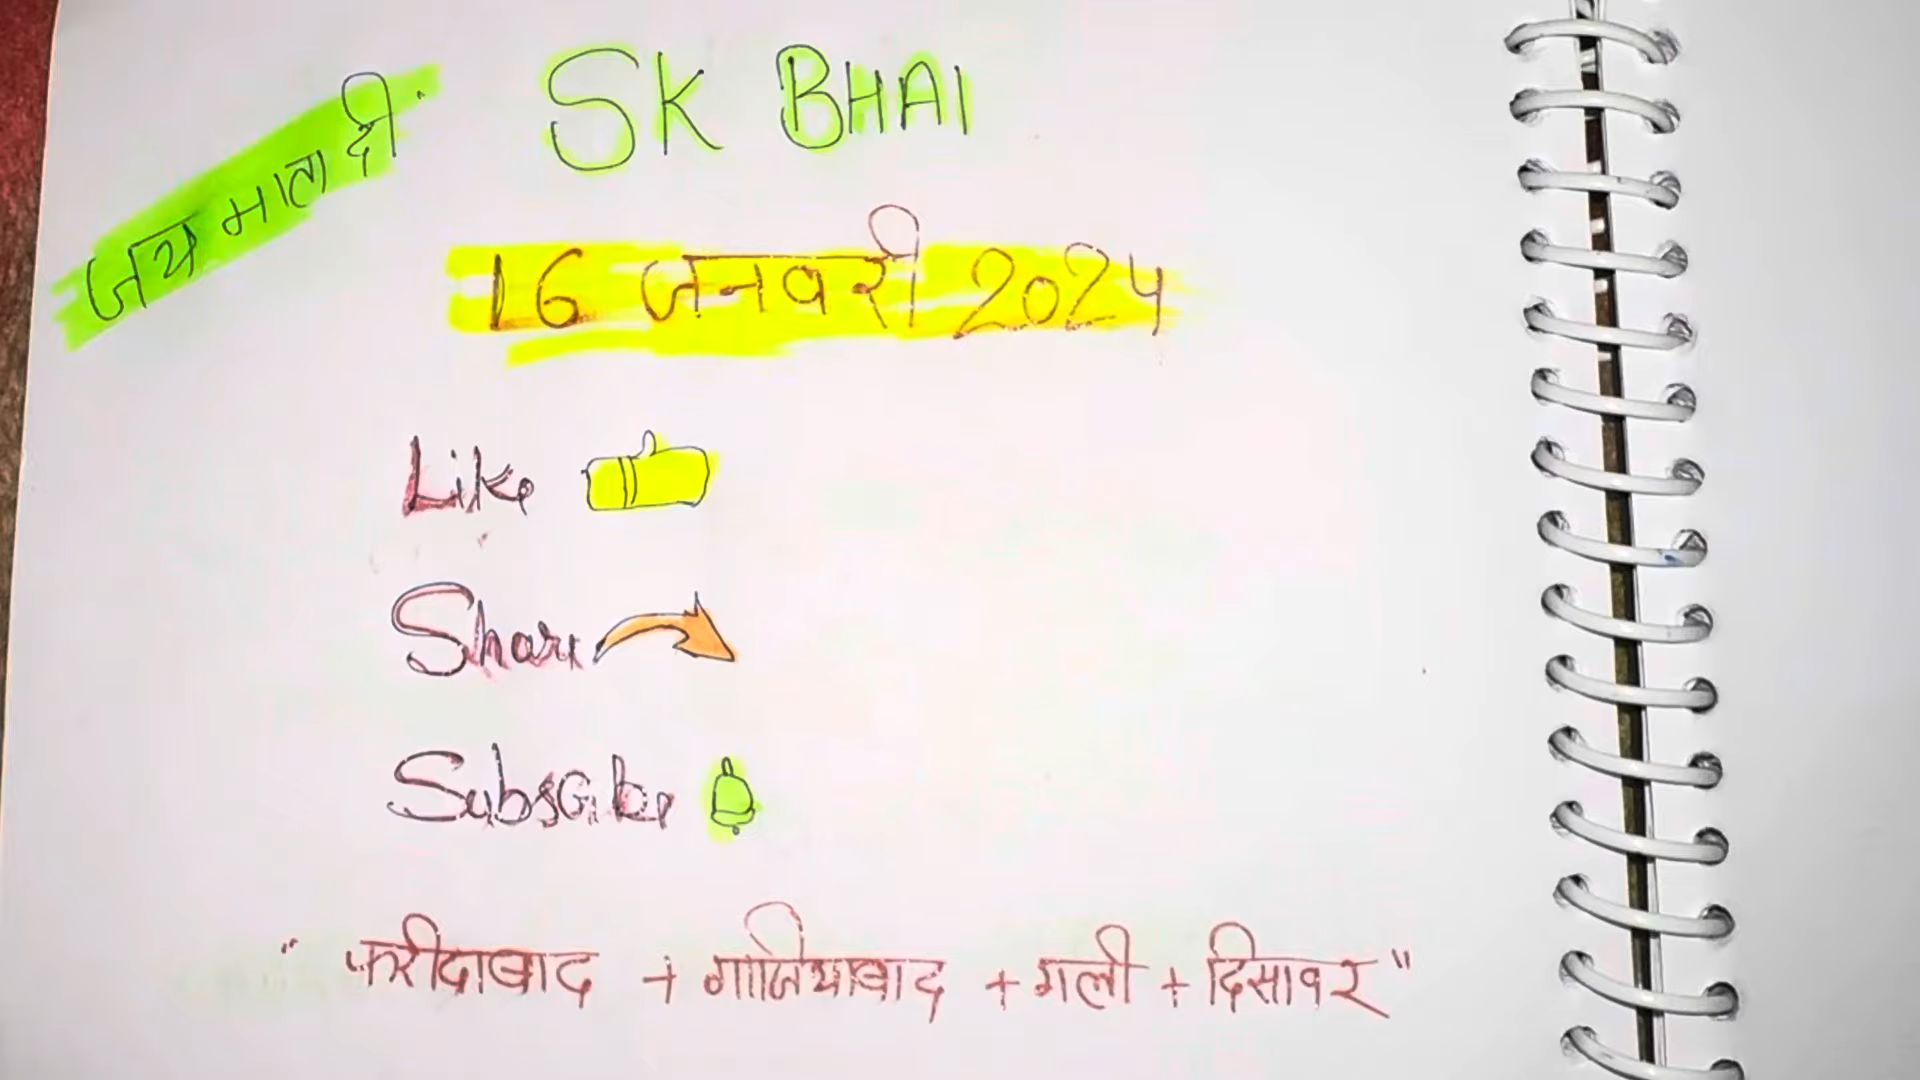 जय माता दी
SK BHAI
16 जनवरी 2024
Like
Share
Subscribe
" फरीदाबाद + गाजियाबाद + गली + दिसावर "